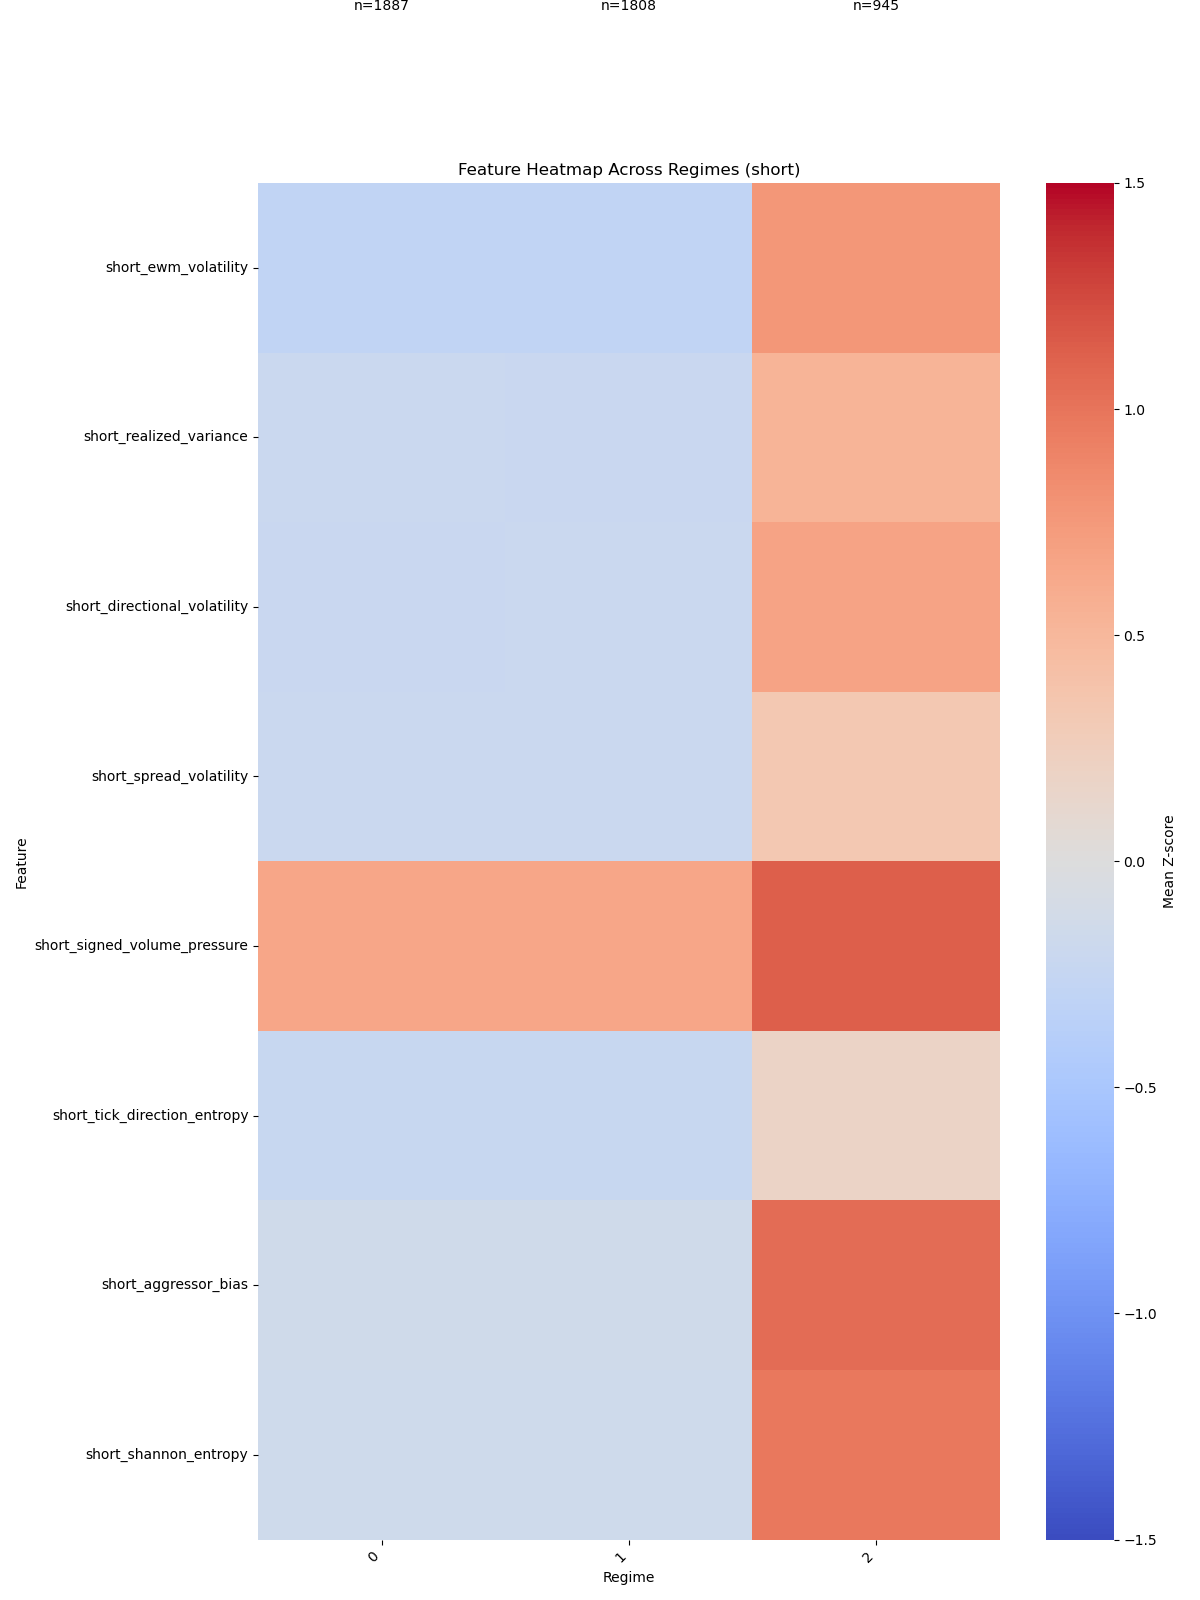 n=1887 n=1808 n=945
Feature Heatmap Across Regimes (short)
short_ewm_volatility
short_realized_variance
short_directional_volatility
short_spread_volatility
short_signed_volume_pressure
short_tick_direction_entropy
short_aggressor_bias
short_shannon_entropy
Feature
0 1 2
Regime
1.5
1.0
0.5
0.0
−0.5
−1.0
−1.5
Mean Z-score